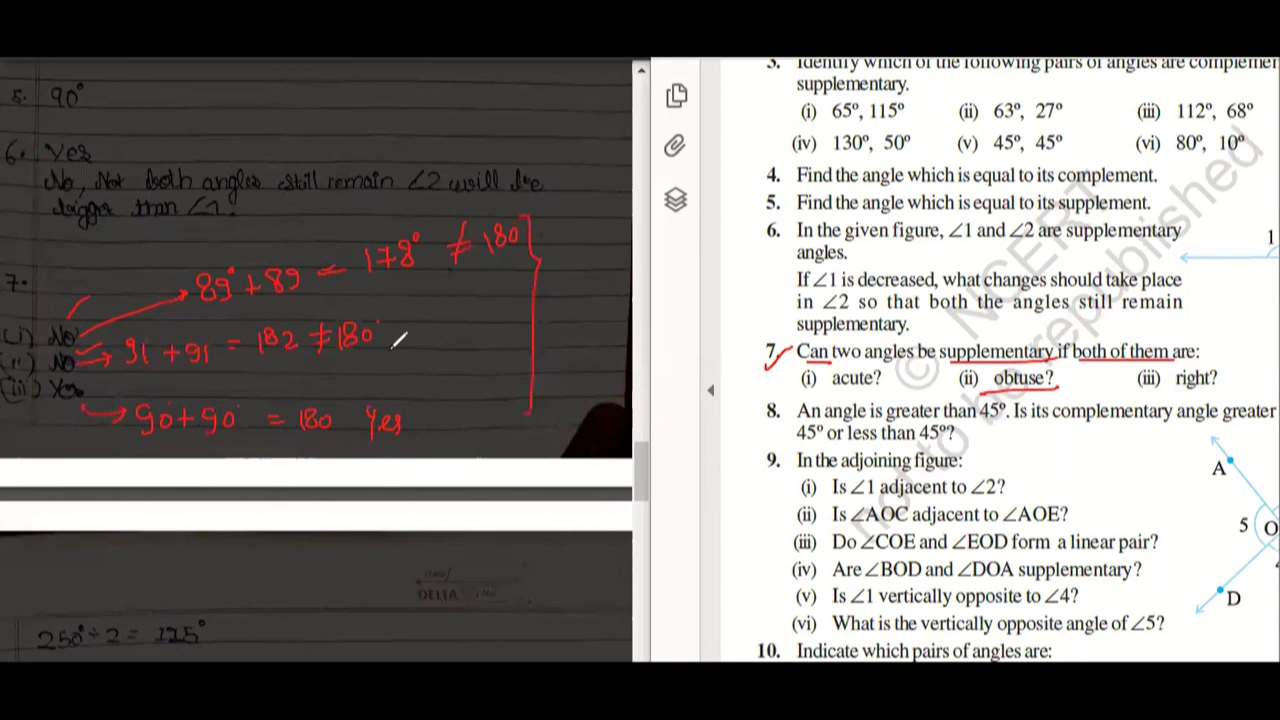 5. 90°
6. Yes
No, Not both angles still remain ∠2 will be
bigger than ∠1.
7.
89° + 89 = 178° ≠ 180
(i) No
91 + 91 = 182 ≠ 180
(ii) No
(iii) Yes
90 + 90 = 180 Yes
DELTA
250° ÷ 2 = 125°
3. Identify which of the following pairs of angles are complemen
supplementary.
(i) 65°, 115° (ii) 63°, 27° (iii) 112°, 68°
(iv) 130°, 50° (v) 45°, 45° (vi) 80°, 10°
4. Find the angle which is equal to its complement.
5. Find the angle which is equal to its supplement.
6. In the given figure, ∠1 and ∠2 are supplementary
angles.
1
If ∠1 is decreased, what changes should take place
in ∠2 so that both the angles still remain
supplementary.
7. Can two angles be supplementary if both of them are:
(i) acute? (ii) obtuse? (iii) right?
8. An angle is greater than 45°. Is its complementary angle greater
45° or less than 45°?
9. In the adjoining figure:
(i) Is ∠1 adjacent to ∠2?
(ii) Is ∠AOC adjacent to ∠AOE?
(iii) Do ∠COE and ∠EOD form a linear pair?
(iv) Are ∠BOD and ∠DOA supplementary?
(v) Is ∠1 vertically opposite to ∠4?
(vi) What is the vertically opposite angle of ∠5?
A
5 O
D
10. Indicate which pairs of angles are:
© NCERT
not to be republished